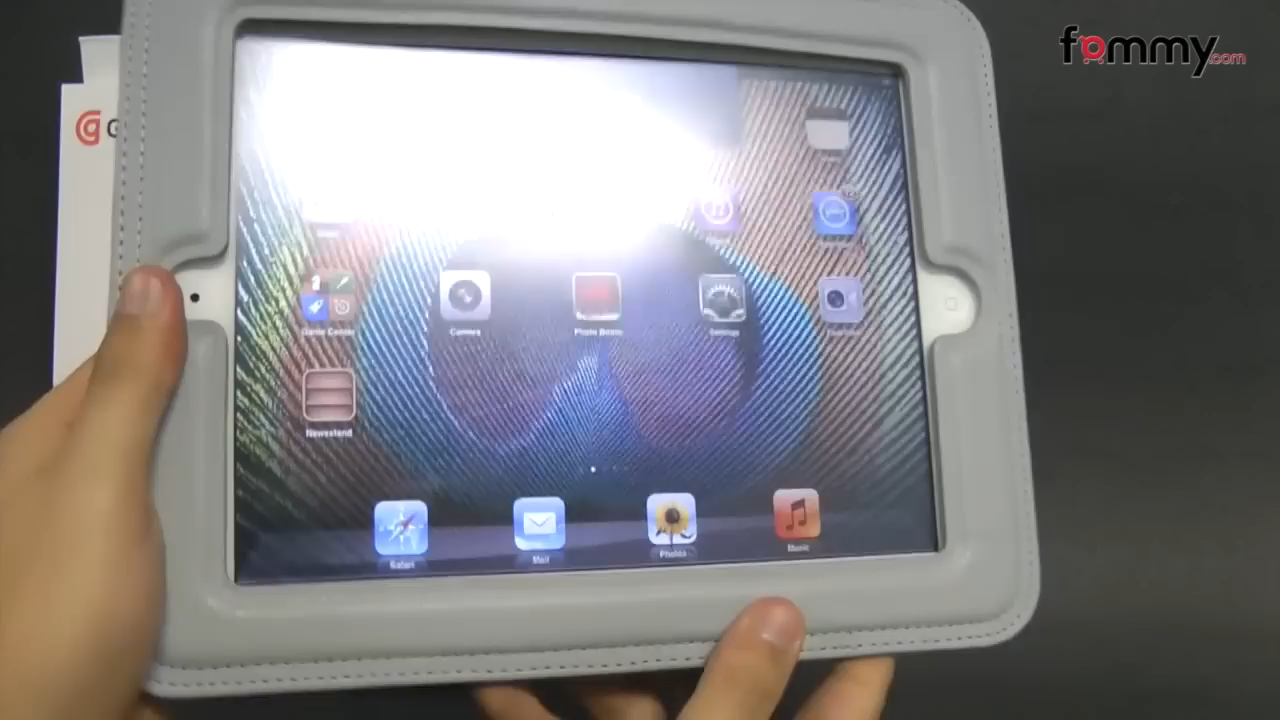 fommy.com
G
Game Center
Camera
Photo Booth
Settings
Newsstand
Safari
Mail
Photos
Music